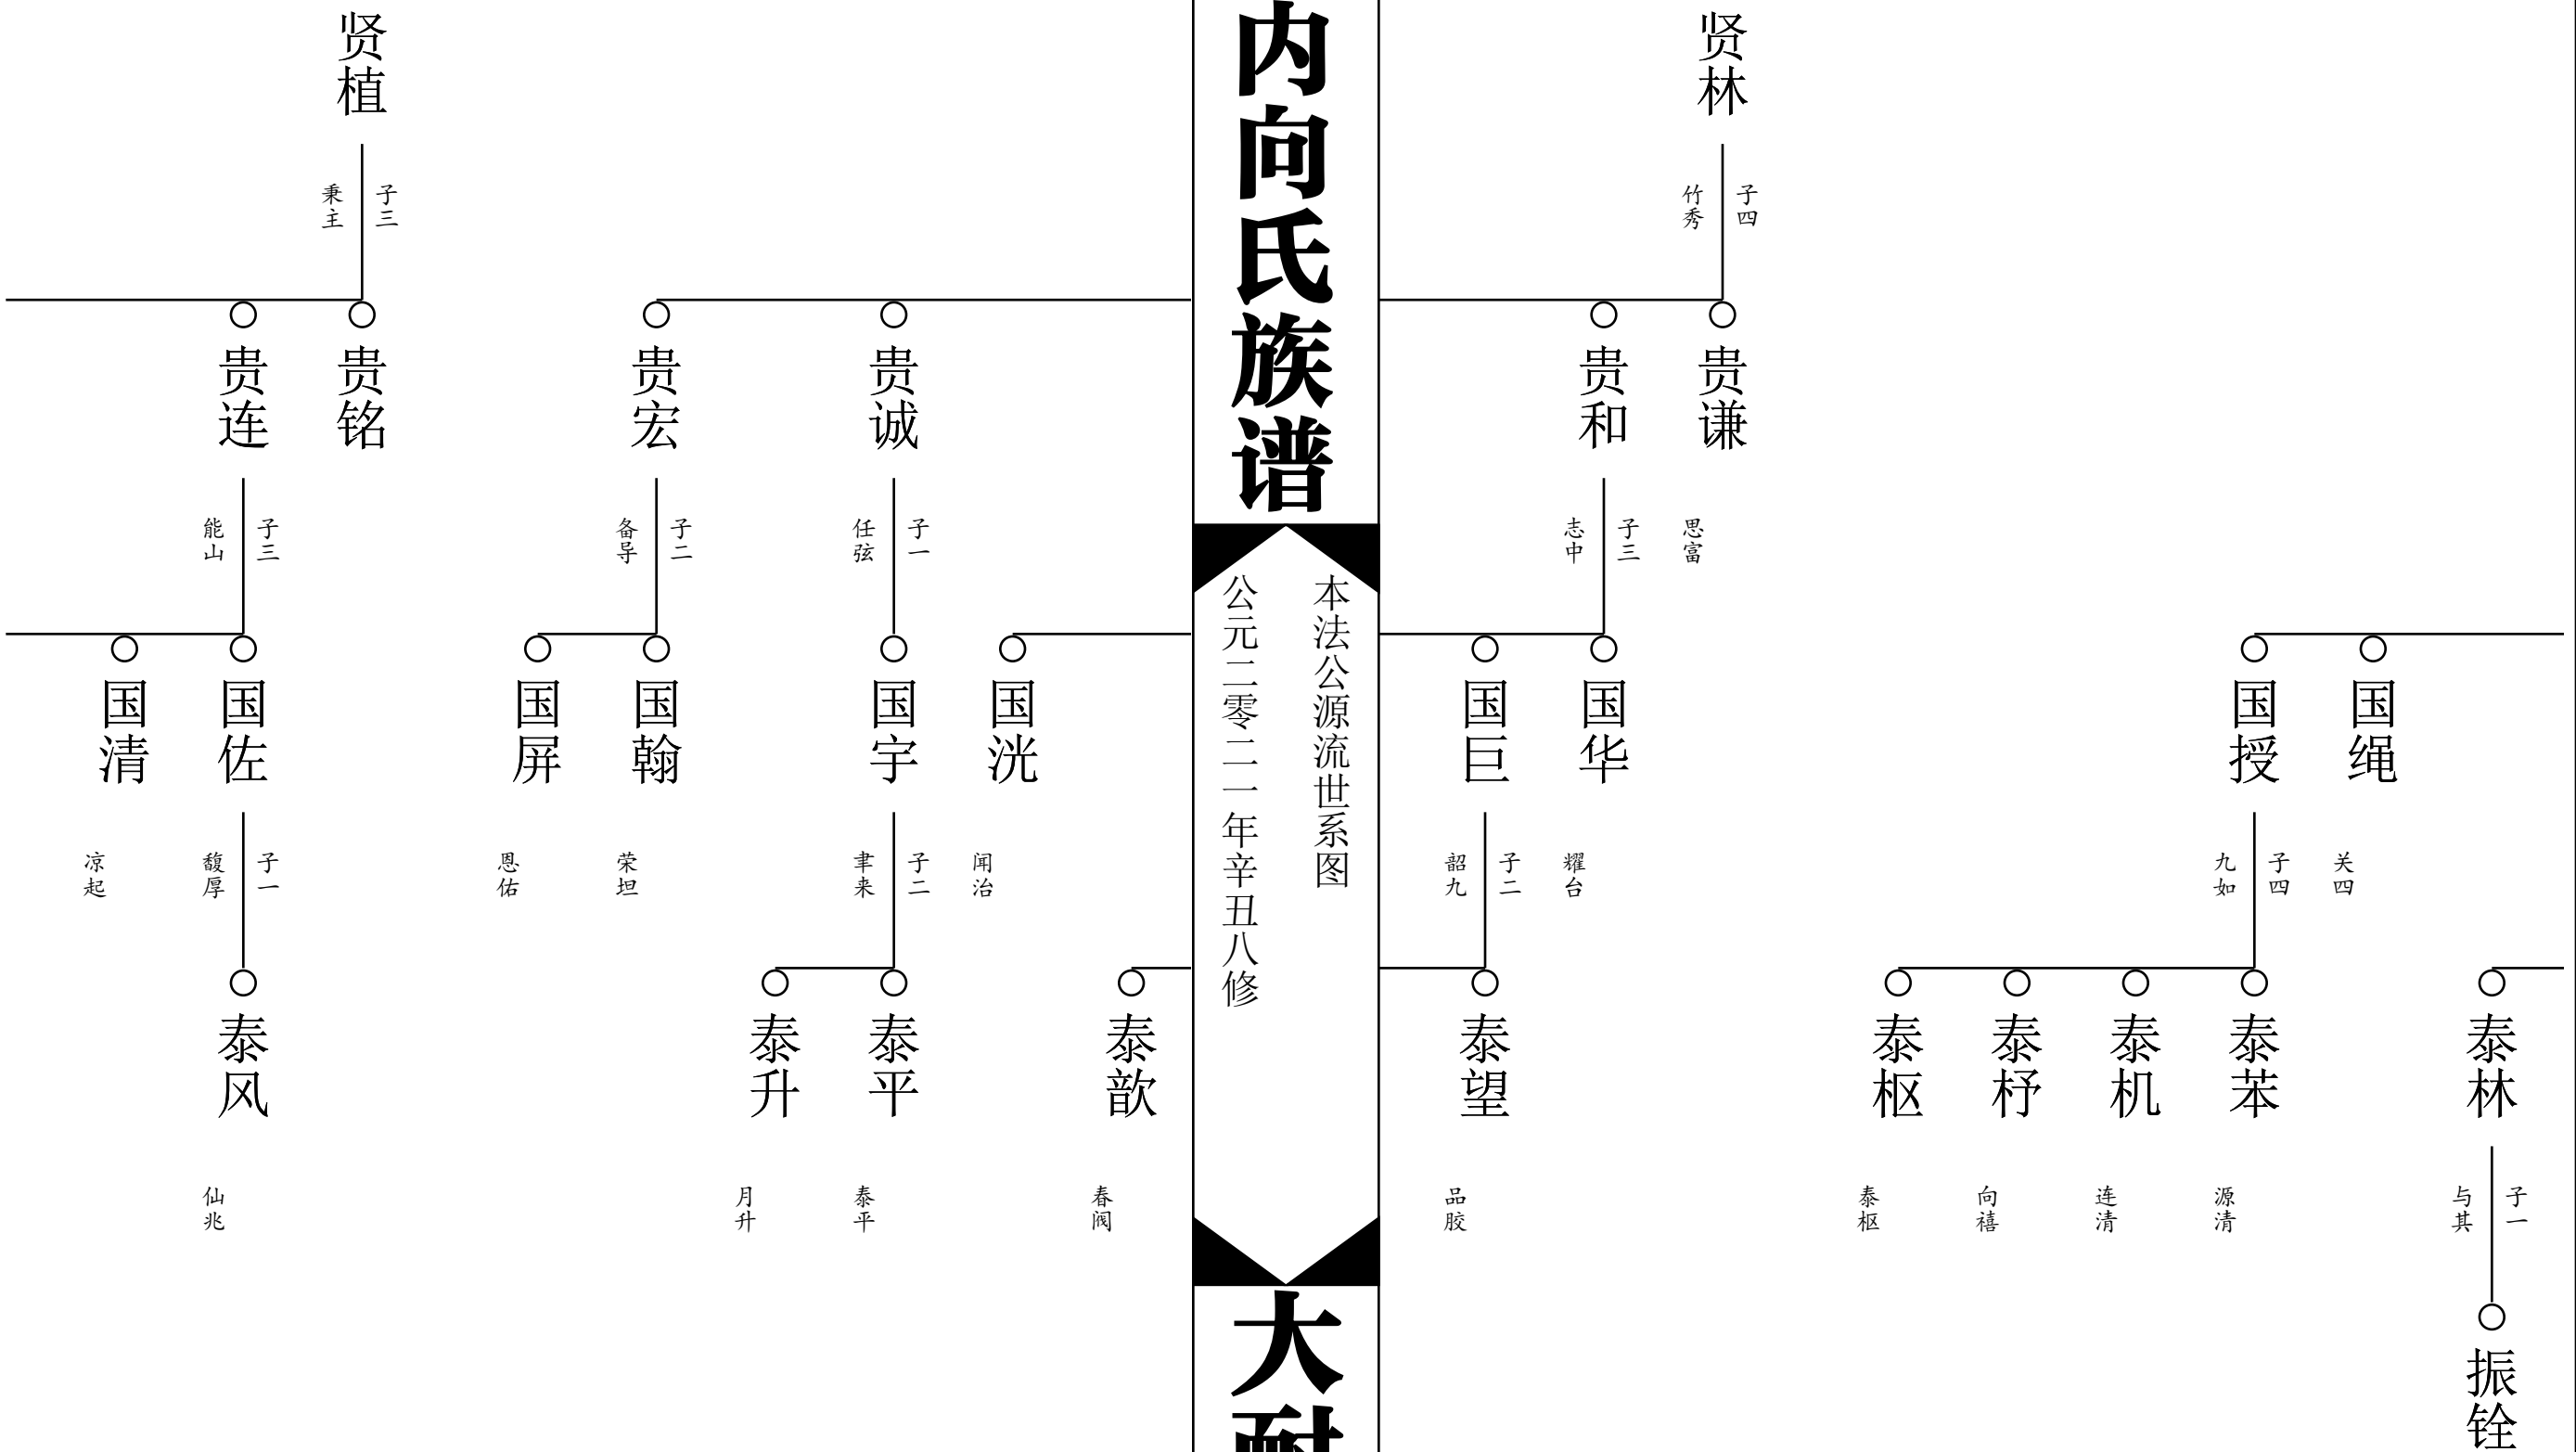 贤林
子四
竹秀
贵谦
思富
贵和
子三
志中
国绳
关四
国授
子四
九如
国华
耀台
国巨
子二
韶九
泰林
子一
与其
振铨
泰苯
源清
泰机
连清
泰杼
向禧
泰枢
泰枢
泰望
品胶
内向氏族谱
本法公源流世系图
公元二零二一年辛丑八修
大耐
贵诚
子一
任弦
贵宏
子二
备导
国洸
闻治
国宇
子二
聿来
国翰
荣坦
国屏
恩佑
泰歆
春阀
泰平
泰平
泰升
月升
贤植
子三
秉主
贵铭
贵连
子三
能山
国佐
子一
馥厚
国清
凉起
泰风
仙兆